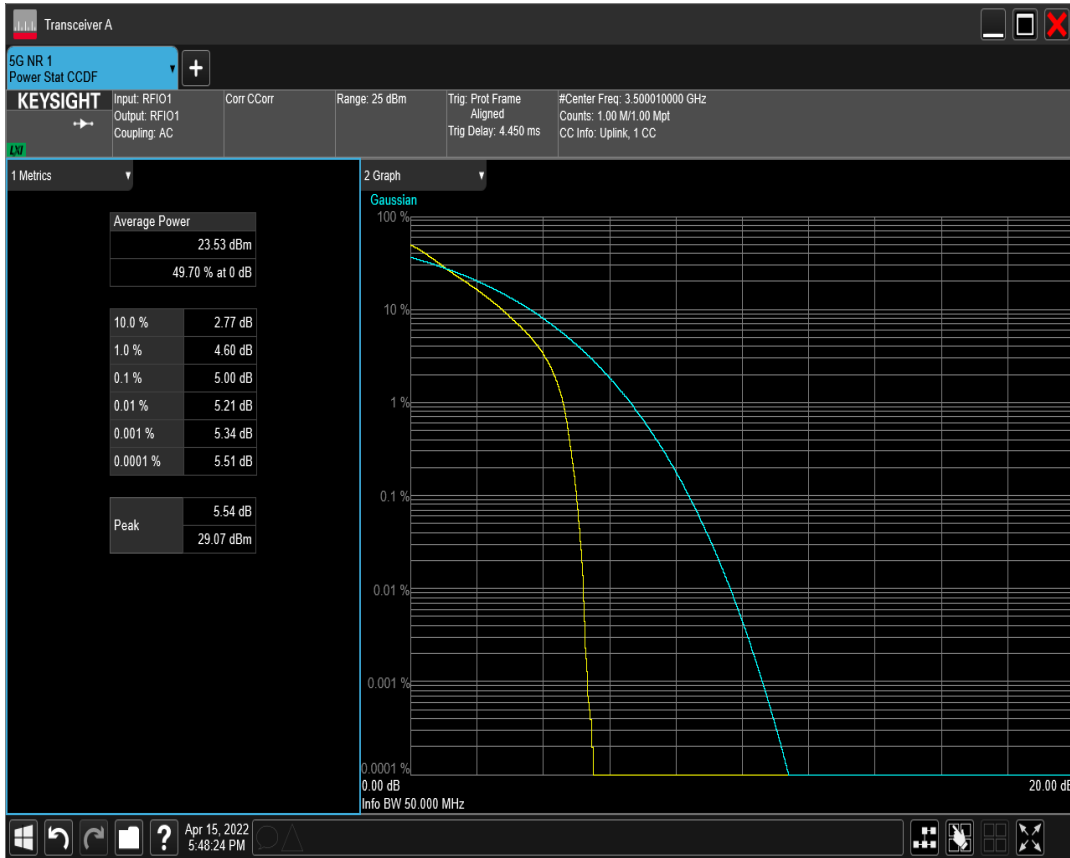 Transceiver A
5G NR 1
Power Stat CCDF
+
KEYSIGHT
LXI
Input: RFIO1
Output: RFIO1
Coupling: AC
Corr CCorr
Range: 25 dBm
Trig: Prot Frame
Aligned
Trig Delay: 4.450 ms
#Center Freq: 3.500010000 GHz
Counts: 1.00 M/1.00 Mpt
CC Info: Uplink, 1 CC
1 Metrics
Average Power
23.53 dBm
49.70 % at 0 dB
10.0 % 2.77 dB
1.0 % 4.60 dB
0.1 % 5.00 dB
0.01 % 5.21 dB
0.001 % 5.34 dB
0.0001 % 5.51 dB
Peak
5.54 dB
29.07 dBm
2 Graph
Gaussian
100 %
10 %
1 %
0.1 %
0.01 %
0.001 %
0.0001 %
0.00 dB
20.00 dB
Info BW 50.000 MHz
?
Apr 15, 2022
5:48:24 PM